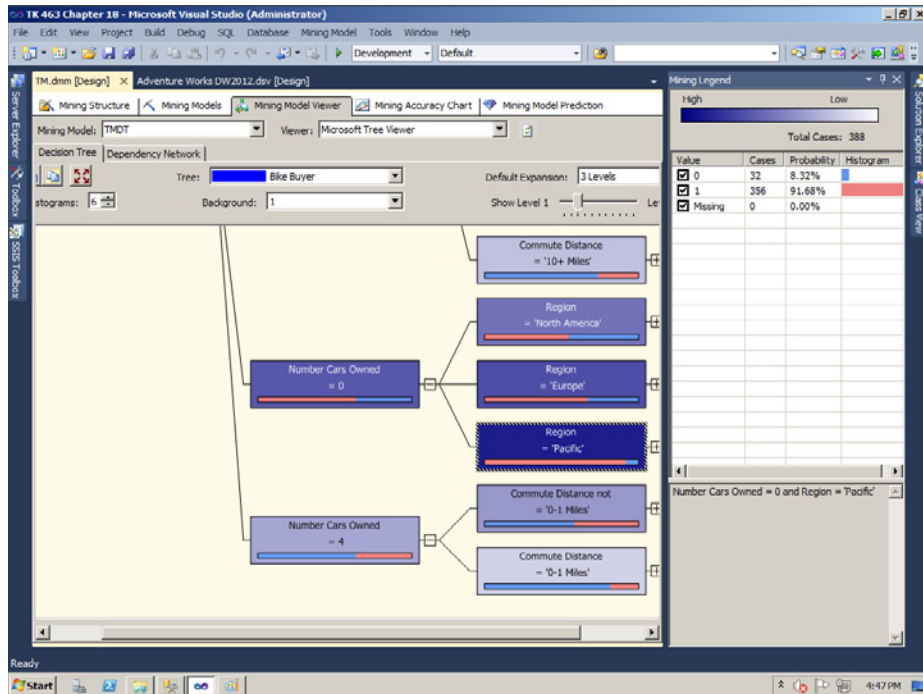 TK 463 Chapter 18 - Microsoft Visual Studio (Administrator)
File Edit View Project Build Debug SQL Database Mining Model Tools Window Help
Development Default
TM.dmm [Design] Adventure Works DW2012.dsv [Design]
Mining Structure Mining Models Mining Model Viewer Mining Accuracy Chart Mining Model Prediction
Mining Model: TMDT Viewer: Microsoft Tree Viewer
Decision Tree Dependency Network
Tree: Bike Buyer Default Expansion: 3 Levels
stograms: 6 Background: 1 Show Level 1 Le
Commute Distance
= '10+ Miles'
Region
= 'North America'
Number Cars Owned
= 0
Region
= 'Europe'
Region
= 'Pacific'
Commute Distance not
= '0-1 Miles'
Number Cars Owned
= 4
Commute Distance
= '0-1 Miles'
Mining Legend
High Low
Total Cases: 388
Value Cases Probability Histogram
0 32 8.32%
1 356 91.68%
Missing 0 0.00%
Number Cars Owned = 0 and Region = 'Pacific'
Server Explorer
Toolbox
SSIS Toolbox
Solution Explorer
Class View
Ready
Start 4:47 PM